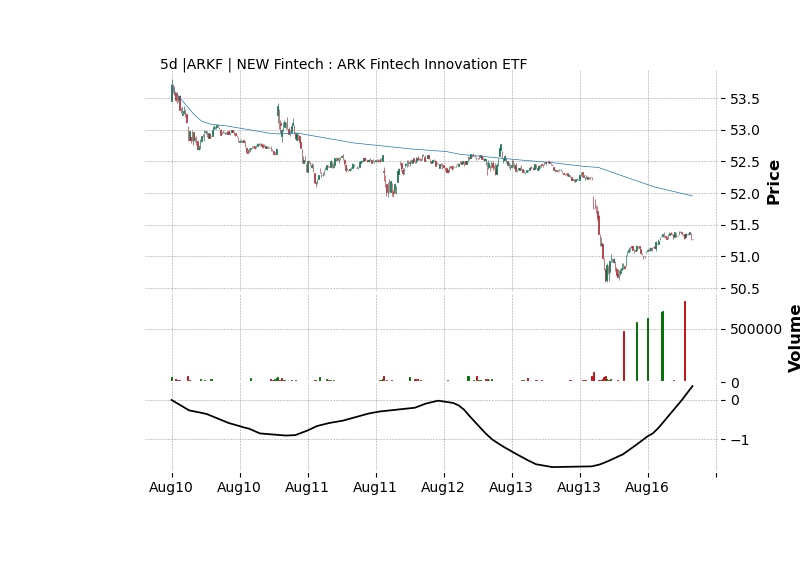 5d |ARKF | NEW Fintech : ARK Fintech Innovation ETF
53.5
53.0
52.5
52.0
51.5
51.0
50.5
Price
500000
0
Volume
0
−1
Aug10 Aug10 Aug11 Aug11 Aug12 Aug13 Aug13 Aug16